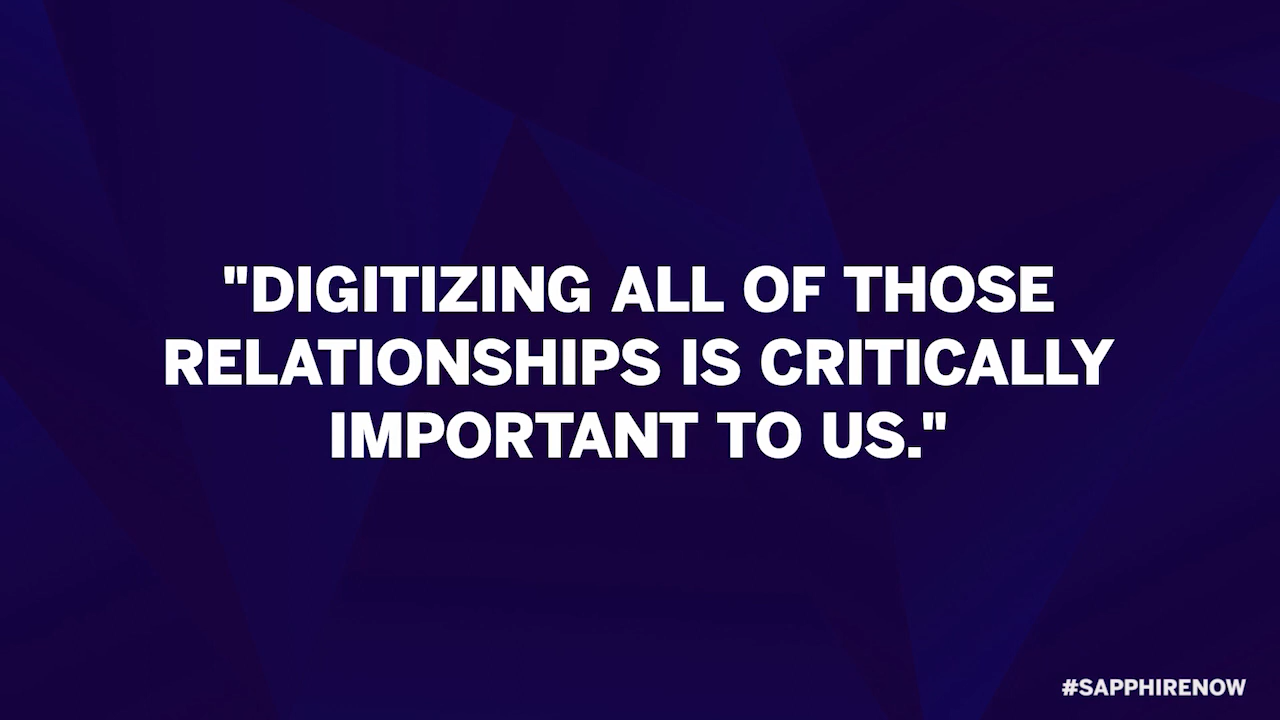 "DIGITIZING ALL OF THOSE
RELATIONSHIPS IS CRITICALLY
IMPORTANT TO US."
#SAPPHIRENOW